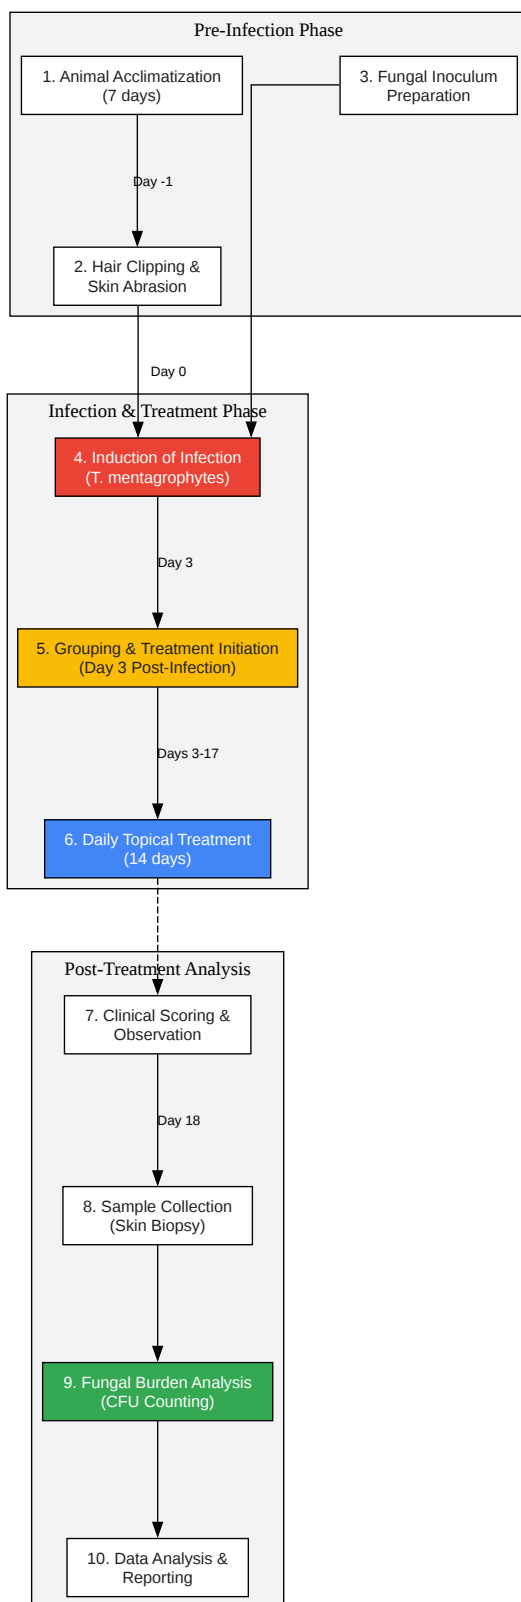 Pre-Infection Phase
1. Animal Acclimatization
(7 days)
3. Fungal Inoculum
Preparation
Day -1
2. Hair Clipping &
Skin Abrasion
Day 0
Infection & Treatment Phase
4. Induction of Infection
(T. mentagrophytes)
Day 3
5. Grouping & Treatment Initiation
(Day 3 Post-Infection)
Days 3-17
6. Daily Topical Treatment
(14 days)
Post-Treatment Analysis
7. Clinical Scoring &
Observation
Day 18
8. Sample Collection
(Skin Biopsy)
9. Fungal Burden Analysis
(CFU Counting)
10. Data Analysis &
Reporting